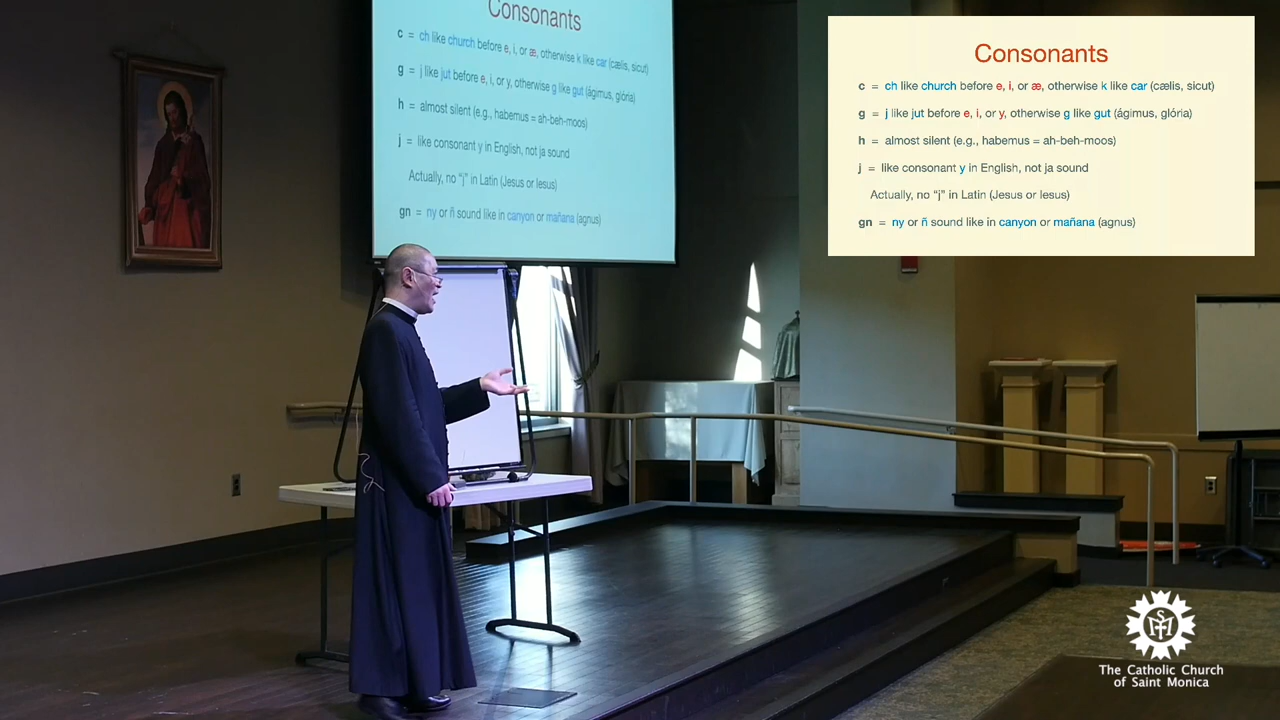 Consonants
c = ch like church before e, i, or æ, otherwise k like car (cælis, sicut)
g = j like jut before e, i, or y, otherwise g like gut (ágimus, glória)
h = almost silent (e.g., habemus = ah-beh-moos)
j = like consonant y in English, not ja sound
Actually, no “j” in Latin (Jesus or Iesus)
gn = ny or ñ sound like in canyon or mañana (agnus)
Consonants
c = ch like church before e, i, or æ, otherwise k like car (cælis, sicut)
g = j like jut before e, i, or y, otherwise g like gut (ágimus, glória)
h = almost silent (e.g., habemus = ah-beh-moos)
j = like consonant y in English, not ja sound
Actually, no “j” in Latin (Jesus or Iesus)
gn = ny or ñ sound like in canyon or mañana (agnus)
The Catholic Church
of Saint Monica